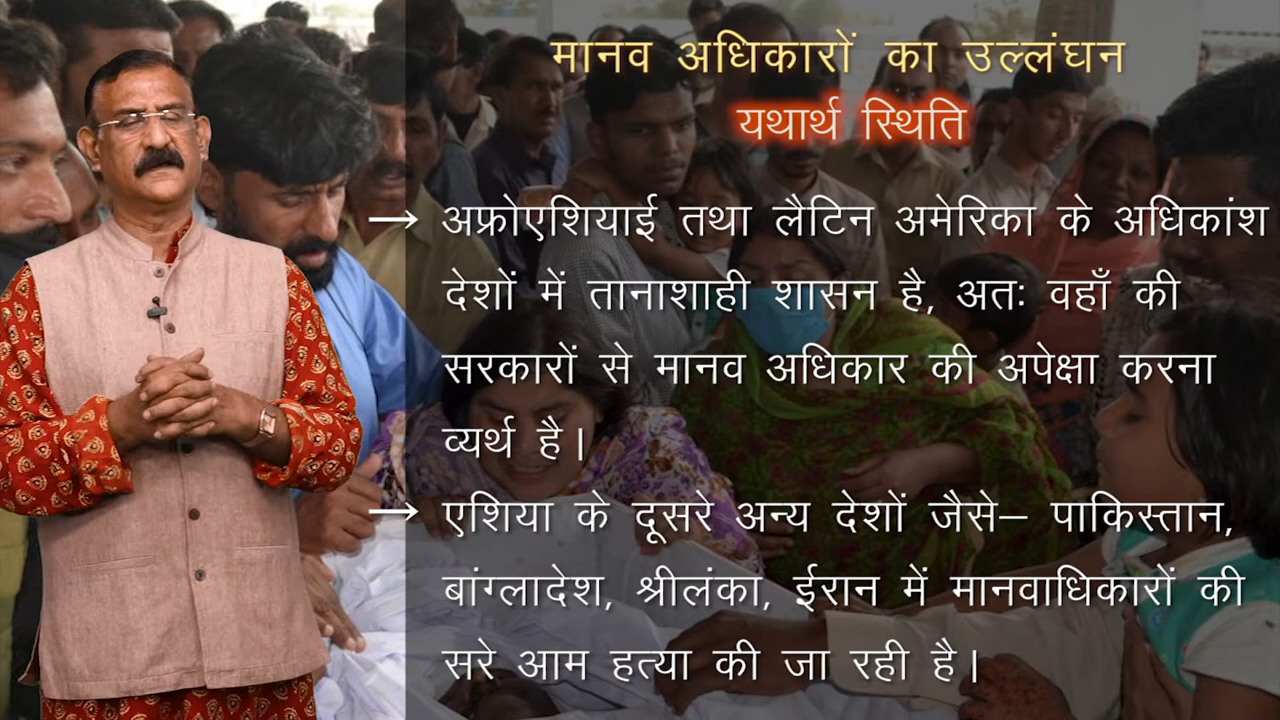 मानव अधिकारों का उल्लंघन
यथार्थ स्थिति
→ अफ्रोएशियाई तथा लैटिन अमेरिका के अधिकांश
देशों में तानाशाही शासन है, अतः वहाँ की
सरकारों से मानव अधिकार की अपेक्षा करना
व्यर्थ है।
→ एशिया के दूसरे अन्य देशों जैसे– पाकिस्तान,
बांग्लादेश, श्रीलंका, ईरान में मानवाधिकारों की
सरे आम हत्या की जा रही है।